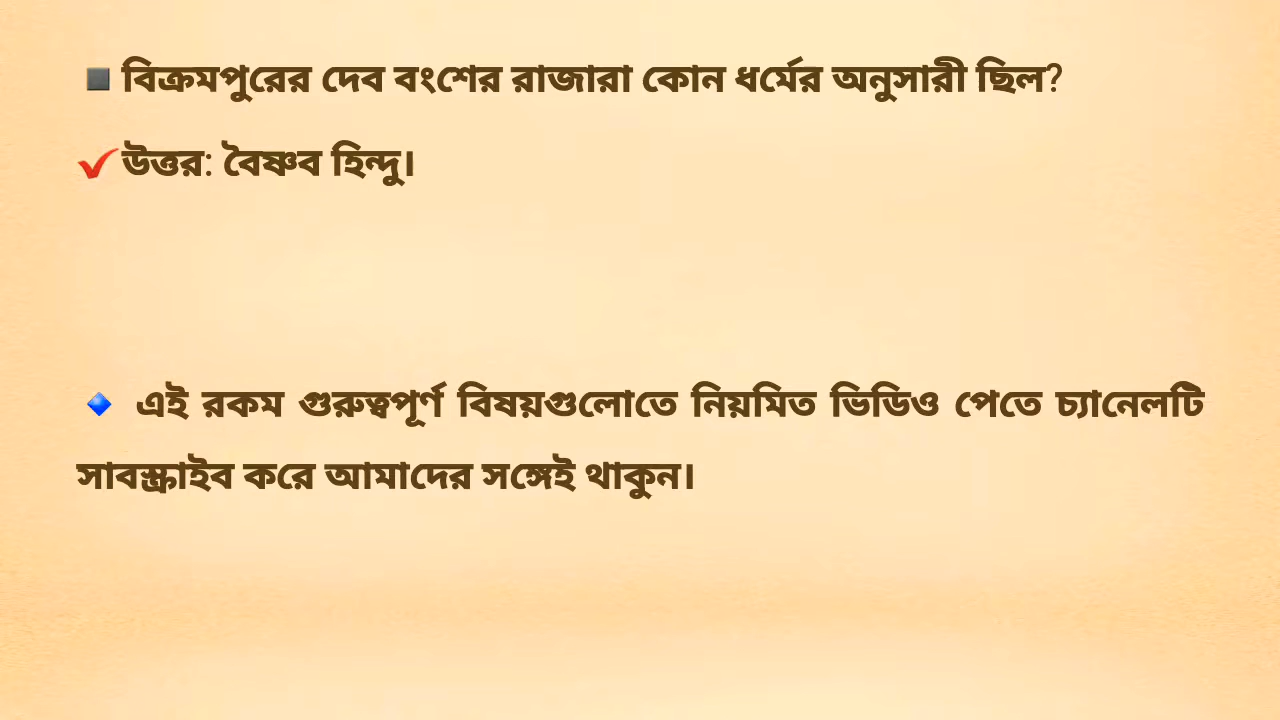 ◾ বিক্রমপুরের দেব বংশের রাজারা কোন ধর্মের অনুসারী ছিল?
✔উত্তর: বৈষ্ণব হিন্দু।
🔹 এই রকম গুরুত্বপূর্ণ বিষয়গুলোতে নিয়মিত ভিডিও পেতে চ্যানেলটি
সাবস্ক্রাইব করে আমাদের সঙ্গেই থাকুন।